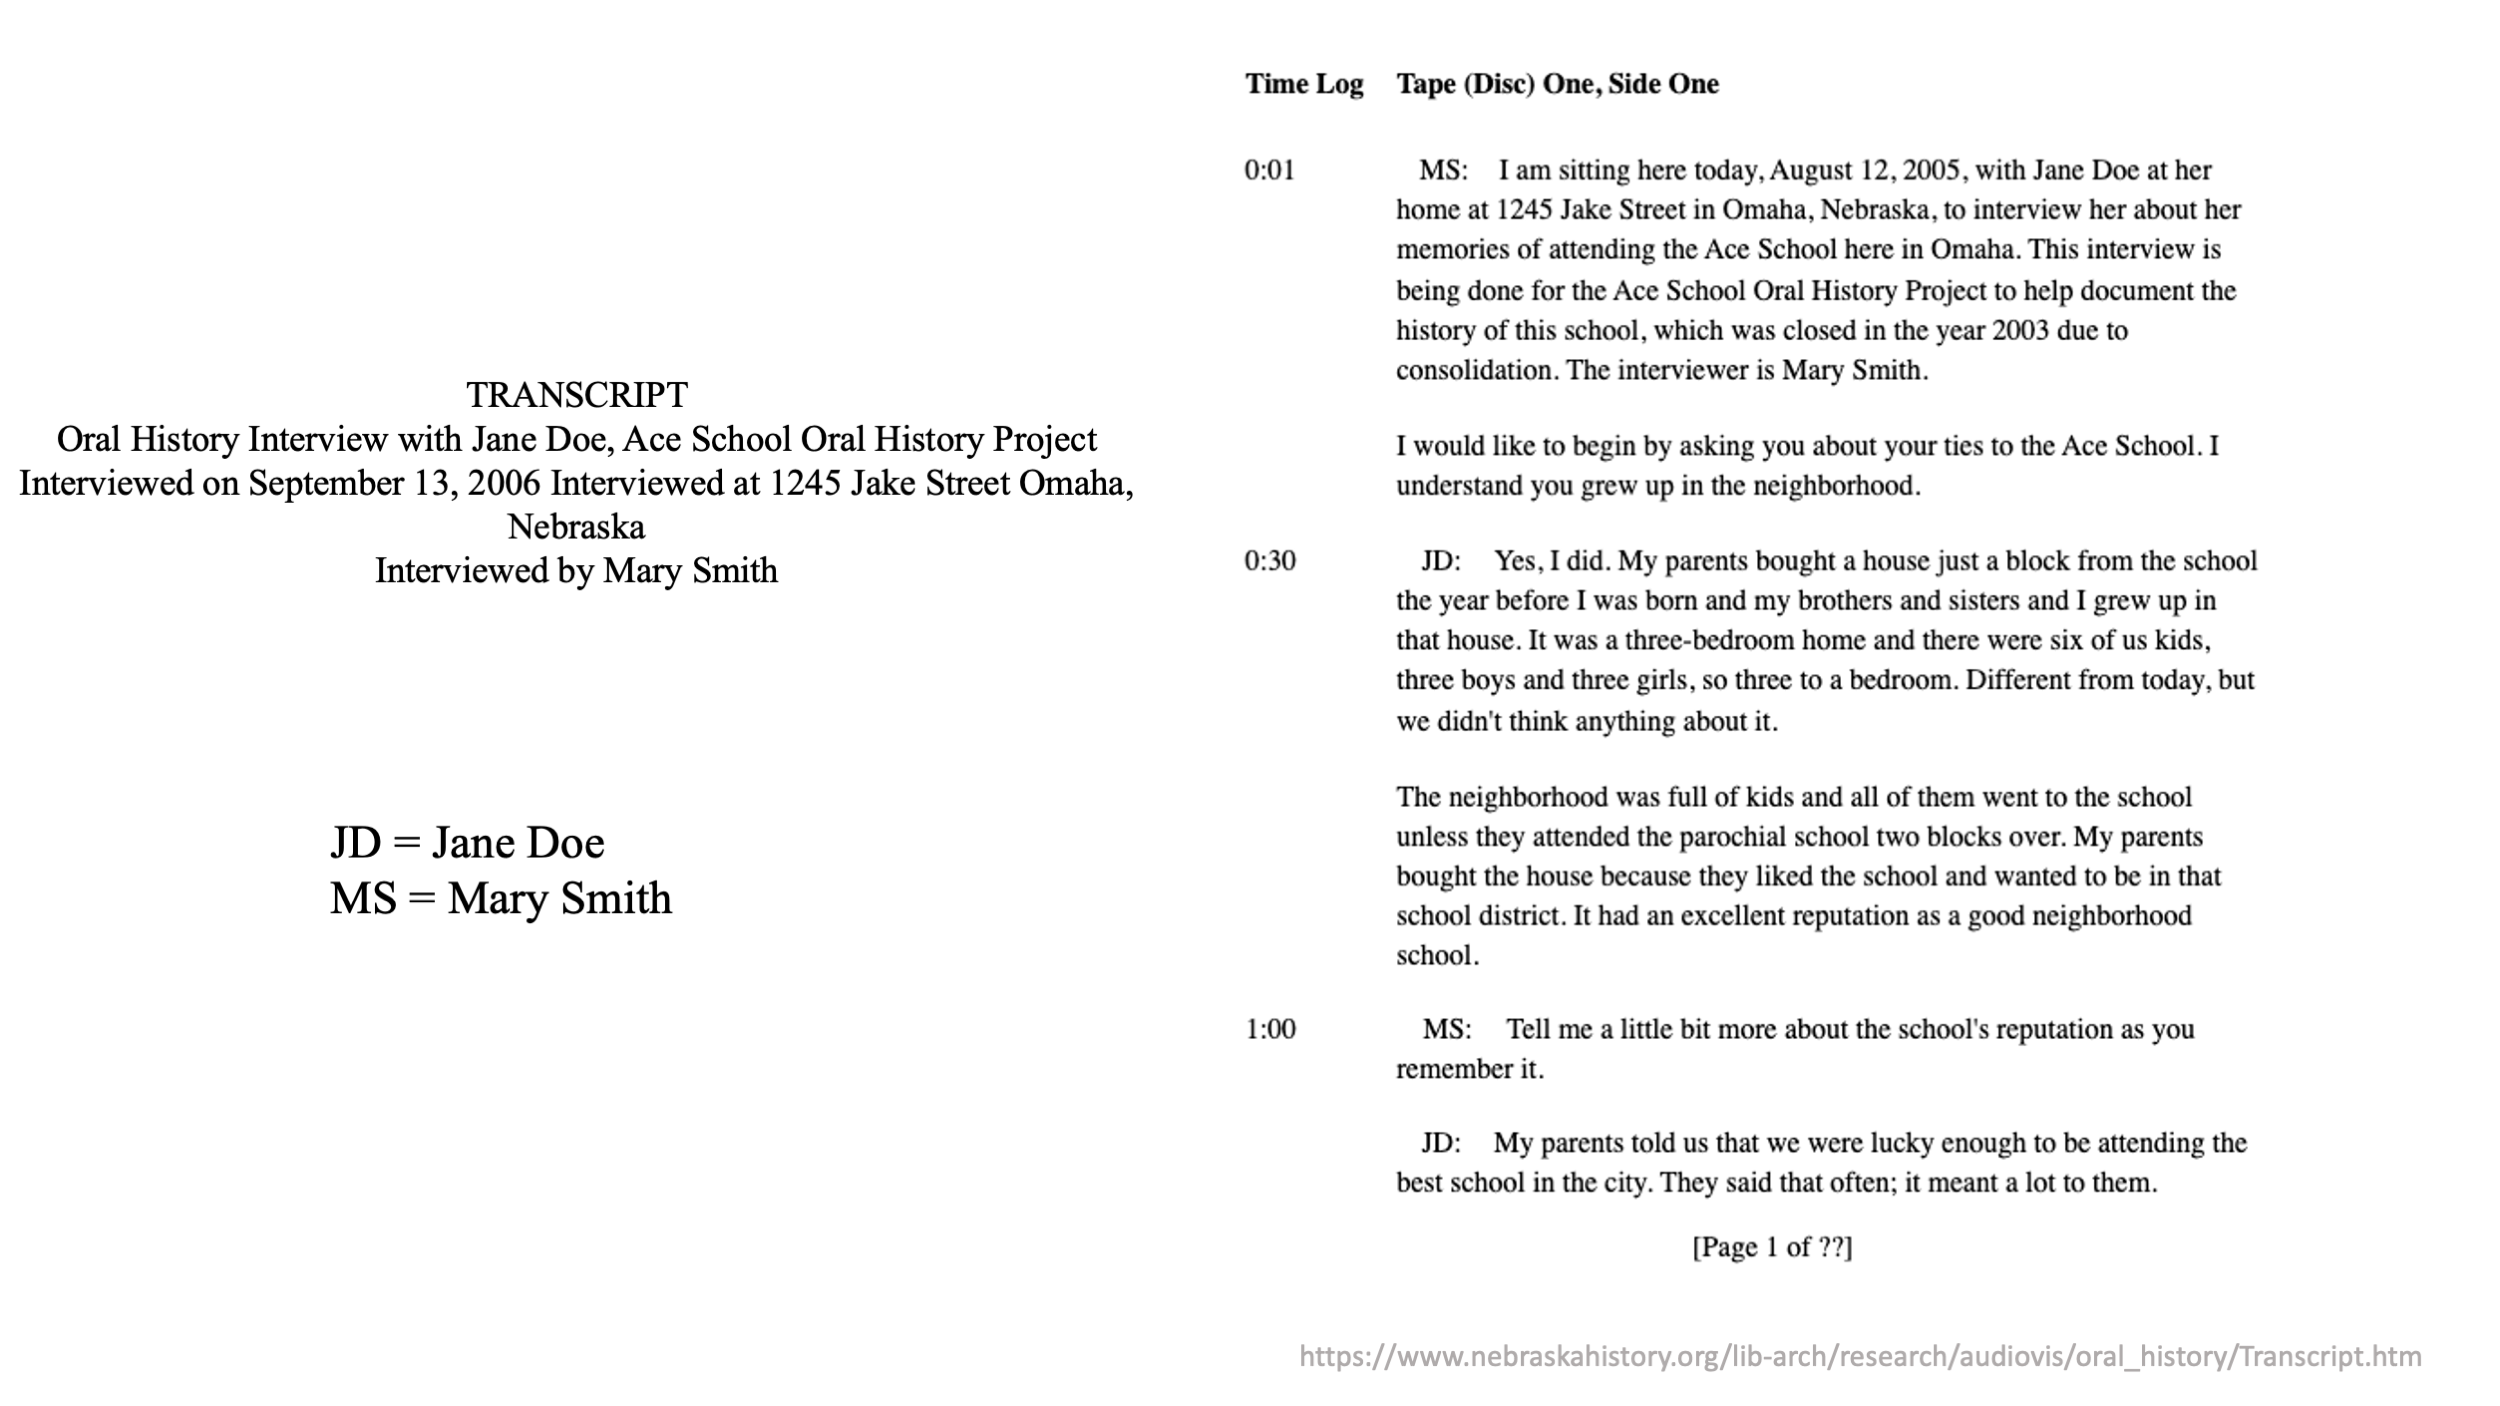 TRANSCRIPT
Oral History Interview with Jane Doe, Ace School Oral History Project
Interviewed on September 13, 2006 Interviewed at 1245 Jake Street Omaha,
Nebraska
Interviewed by Mary Smith
JD = Jane Doe
MS = Mary Smith
Time Log Tape (Disc) One, Side One
0:01 MS: I am sitting here today, August 12, 2005, with Jane Doe at her
home at 1245 Jake Street in Omaha, Nebraska, to interview her about her
memories of attending the Ace School here in Omaha. This interview is
being done for the Ace School Oral History Project to help document the
history of this school, which was closed in the year 2003 due to
consolidation. The interviewer is Mary Smith.
I would like to begin by asking you about your ties to the Ace School. I
understand you grew up in the neighborhood.
0:30 JD: Yes, I did. My parents bought a house just a block from the school
the year before I was born and my brothers and sisters and I grew up in
that house. It was a three-bedroom home and there were six of us kids,
three boys and three girls, so three to a bedroom. Different from today, but
we didn't think anything about it.
The neighborhood was full of kids and all of them went to the school
unless they attended the parochial school two blocks over. My parents
bought the house because they liked the school and wanted to be in that
school district. It had an excellent reputation as a good neighborhood
school.
1:00 MS: Tell me a little bit more about the school's reputation as you
remember it.
JD: My parents told us that we were lucky enough to be attending the
best school in the city. They said that often; it meant a lot to them.
[Page 1 of ??]
https://www.nebraskahistory.org/lib-arch/research/audiovis/oral_history/Transcript.htm